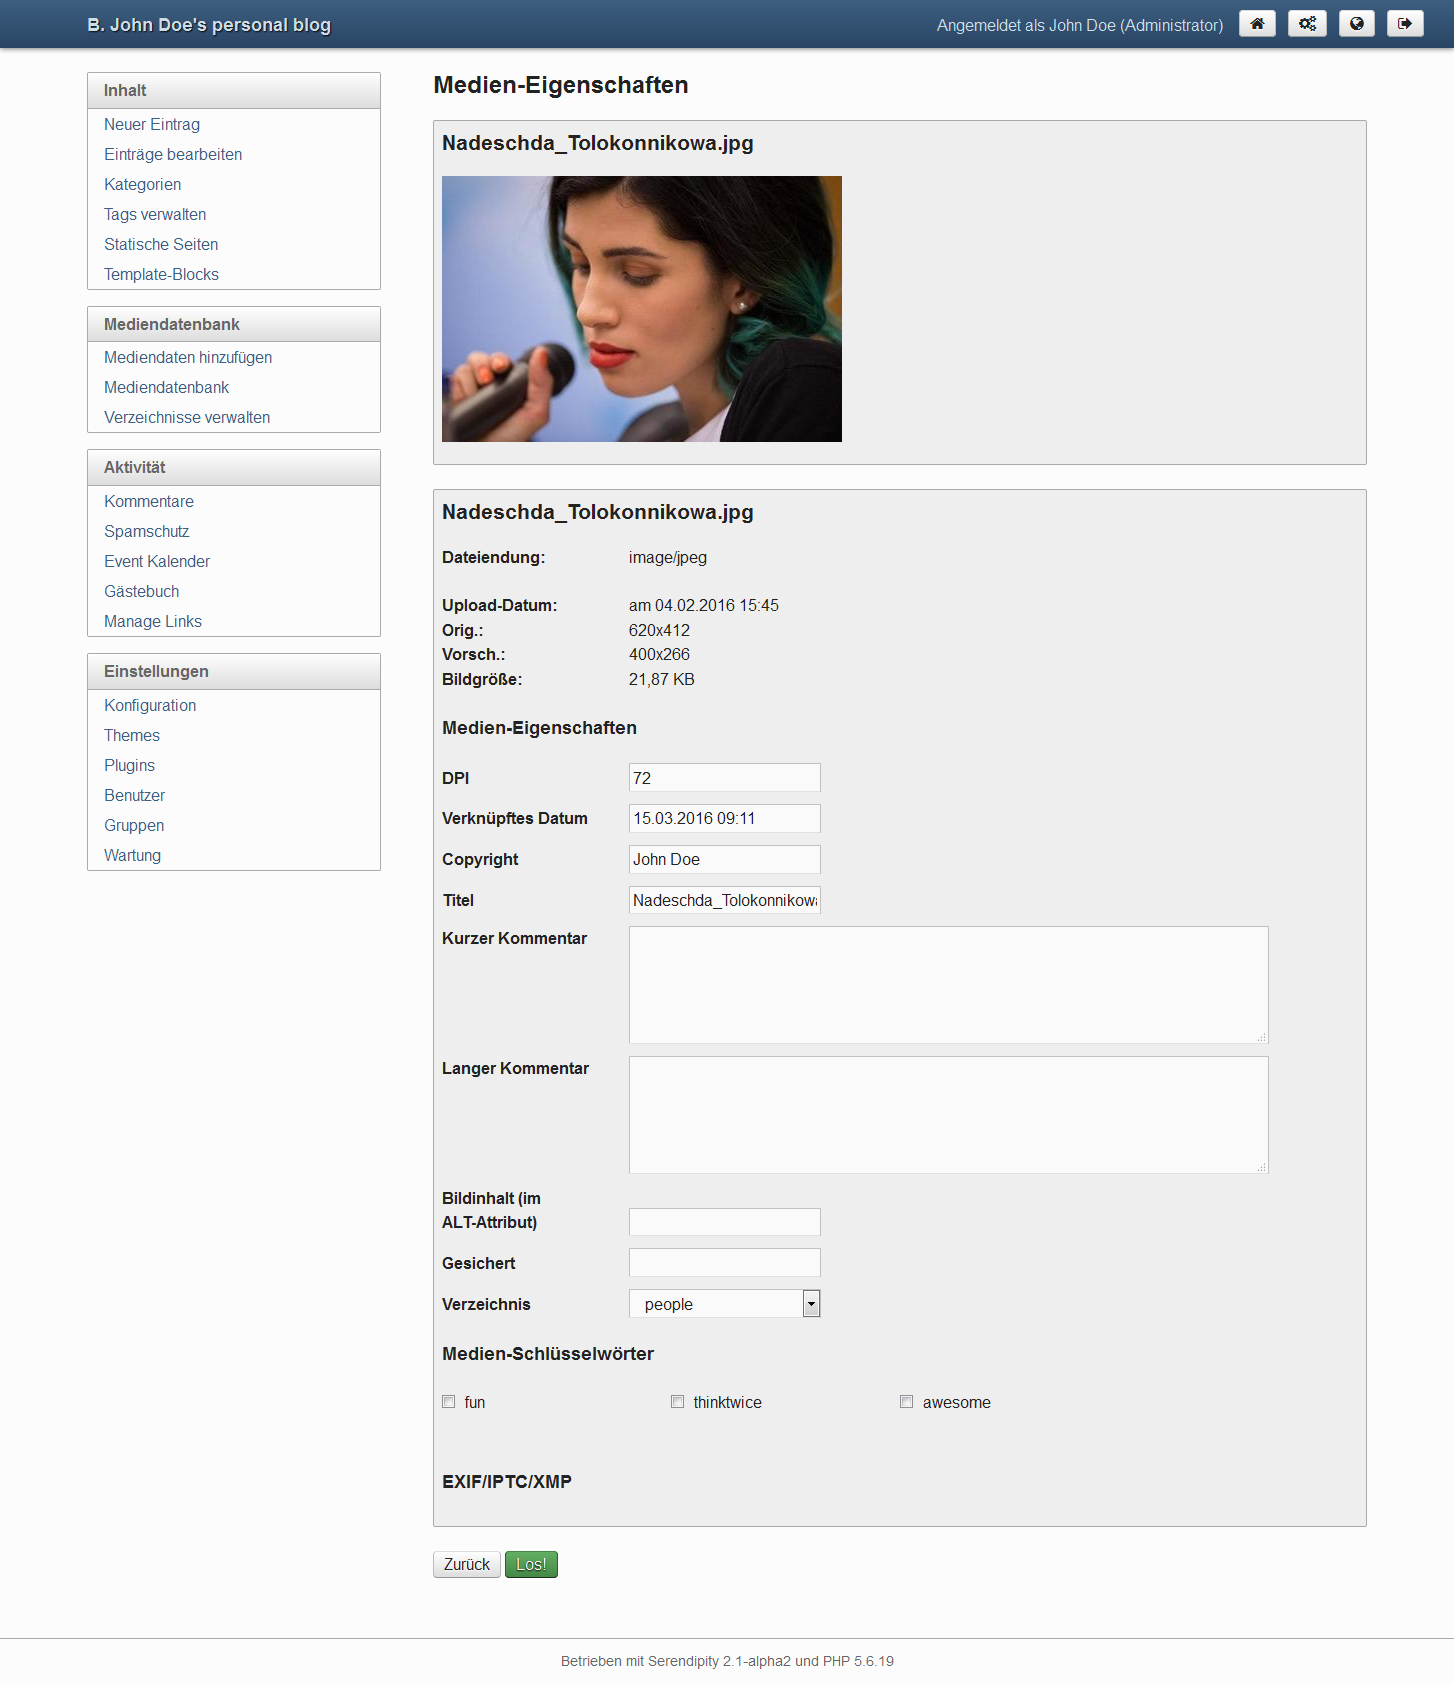 B. John Doe's personal blog
Angemeldet als John Doe (Administrator)
Inhalt
Neuer Eintrag
Einträge bearbeiten
Kategorien
Tags verwalten
Statische Seiten
Template-Blocks
Mediendatenbank
Mediendaten hinzufügen
Mediendatenbank
Verzeichnisse verwalten
Aktivität
Kommentare
Spamschutz
Event Kalender
Gästebuch
Manage Links
Einstellungen
Konfiguration
Themes
Plugins
Benutzer
Gruppen
Wartung
Medien-Eigenschaften
Nadeschda_Tolokonnikowa.jpg
Nadeschda_Tolokonnikowa.jpg
Dateiendung: image/jpeg
Upload-Datum: am 04.02.2016 15:45
Orig.: 620x412
Vorsch.: 400x266
Bildgröße: 21,87 KB
Medien-Eigenschaften
DPI 72
Verknüpftes Datum 15.03.2016 09:11
Copyright John Doe
Titel Nadeschda_Tolokonnikowa
Kurzer Kommentar
Langer Kommentar
Bildinhalt (im
ALT-Attribut)
Gesichert
Verzeichnis people
Medien-Schlüsselwörter
fun thinktwice awesome
EXIF/IPTC/XMP
Zurück Los!
Betrieben mit Serendipity 2.1-alpha2 und PHP 5.6.19